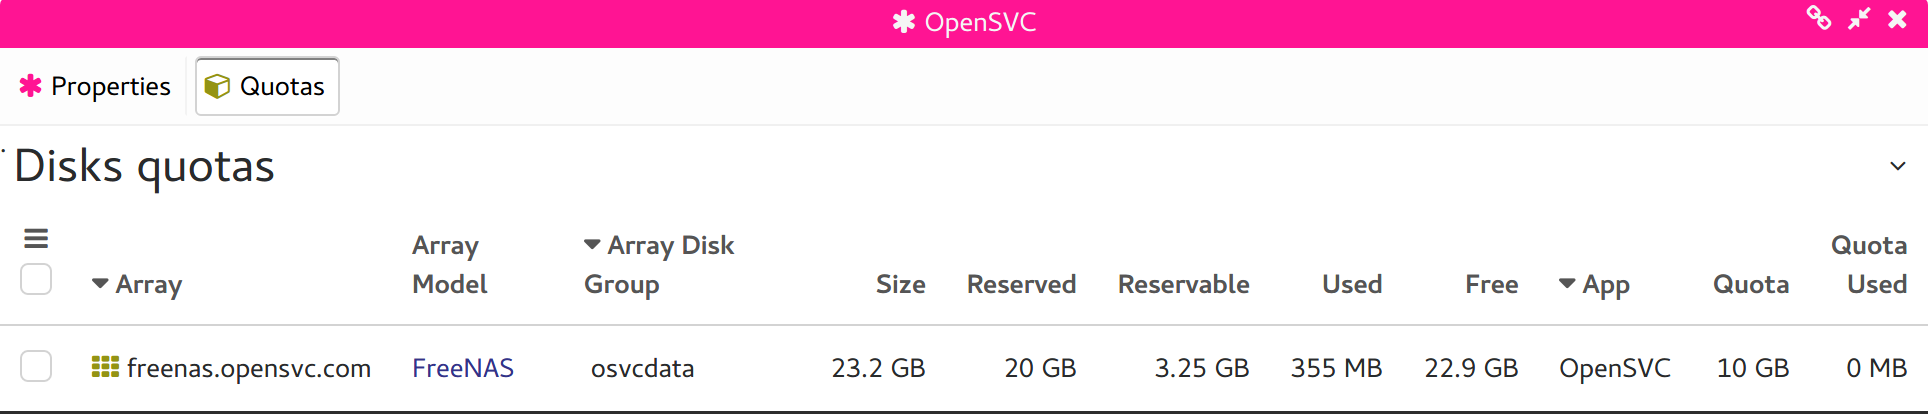 OpenSVC
Properties Quotas
Disks quotas
Array Array Model Array Disk Group Size Reserved Reservable Used Free App Quota Quota Used
freenas.opensvc.com FreeNAS osvcdata 23.2 GB 20 GB 3.25 GB 355 MB 22.9 GB OpenSVC 10 GB 0 MB